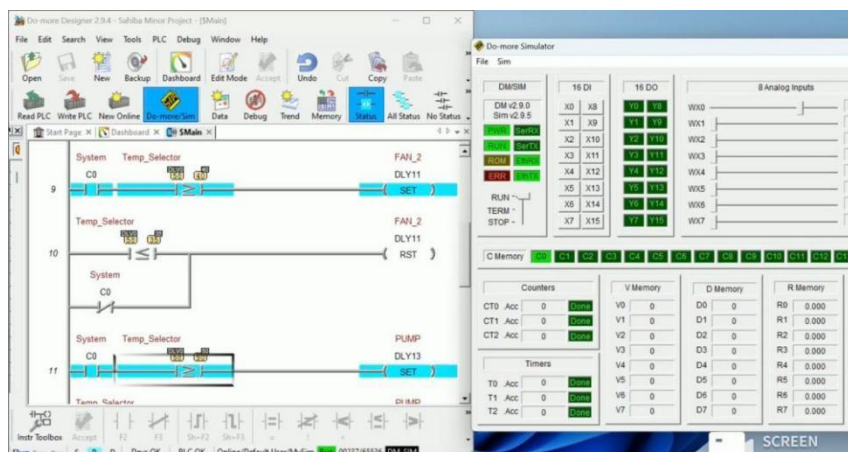 Do-more Designer 2.9.4 - Sahiba Minor Project - [$Main]
File Edit Search View Tools PLC Debug Window Help
Open Save New Backup Dashboard Edit Mode Accept Undo Cut Copy Paste
Read PLC Write PLC New Online Do-more/Sim Data Debug Trend Memory Status All Status No Status
Start Page Dashboard $Main
System Temp_Selector FAN_2
C0 DLY11
9 ≥ SET
Temp_Selector FAN_2
DLY11
10 ≤ RST
System
C0
System Temp_Selector PUMP
C0 DLY13
11 ≥ SET
Temp_Selector PUMP
Instr Toolbox Accept F2 F3 Sh+F2 Sh+F3
Do-more Simulator
File Sim
DM/SIM 16 DI 16 DO 8 Analog Inputs
DM v2.9.0
Sim v2.9.5
PWR SerRX
RUN SerTX
ROM EthRX
ERR EthTX
RUN
TERM
STOP
X0 X8
X1 X9
X2 X10
X3 X11
X4 X12
X5 X13
X6 X14
X7 X15
Y0 Y8
Y1 Y9
Y2 Y10
Y3 Y11
Y4 Y12
Y5 Y13
Y6 Y14
Y7 Y15
WX0
WX1
WX2
WX3
WX4
WX5
WX6
WX7
C Memory C0 C1 C2 C3 C4 C5 C6 C7 C8 C9 C10 C11 C12
Counters
CT0 .Acc 0 Done
CT1 .Acc 0 Done
CT2 .Acc 0 Done
Timers
T0 .Acc 0 Done
T1 .Acc 0 Done
T2 .Acc 0 Done
V Memory
V0 0
V1 0
V2 0
V3 0
V4 0
V5 0
V6 0
V7 0
D Memory
D0 0
D1 0
D2 0
D3 0
D4 0
D5 0
D6 0
D7 0
R Memory
R0 0.000
R1 0.000
R2 0.000
R3 0.000
R4 0.000
R5 0.000
R6 0.000
R7 0.000
SCREEN